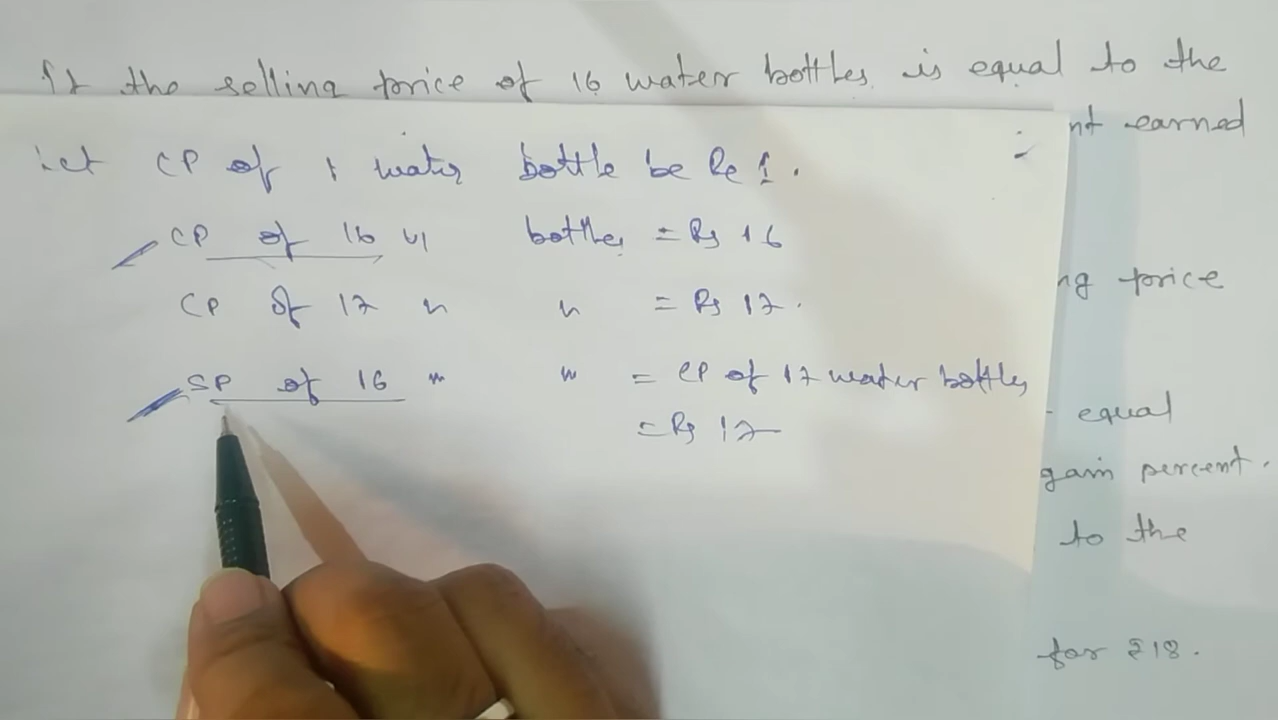 If the selling price of 16 water bottles is equal to the
nt earned
Let CP of 1 water bottle be Re 1.
CP of 16 w bottles = Rs 16
ng price
CP of 17 " " = Rs 17.
SP of 16 " " = CP of 17 water bottles
equal
= Rs 17
gain percent.
to the
for ₹18.